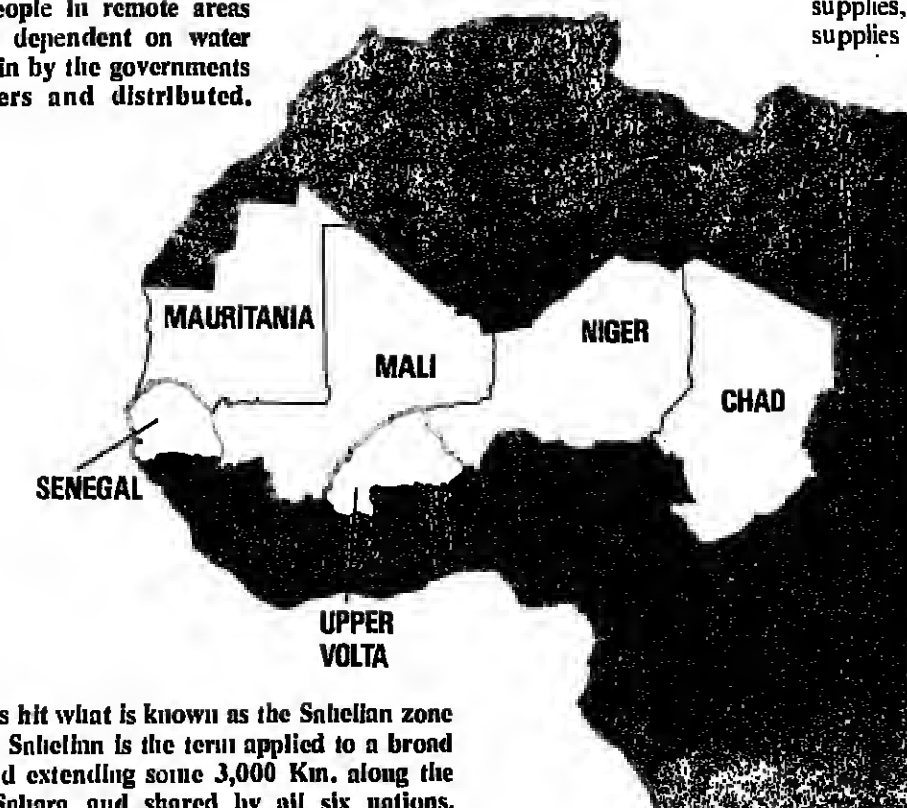 people in remote areas
dependent on water
in by the governments
ers and distributed.
supplies,
supplies
MAURITANIA
MALI
NIGER
CHAD
SENEGAL
UPPER
VOLTA
s hit what is known as the Sahelian zone
Sahelian is the term applied to a broad
d extending some 3,000 Km. along the
Sahara and shared by all six nations.